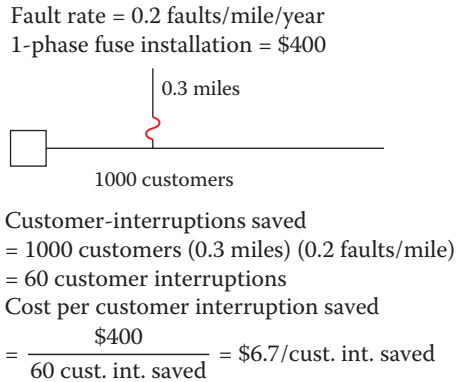 Fault rate = 0.2 faults/mile/year
1-phase fuse installation = $400
0.3 miles
1000 customers
Customer-interruptions saved
= 1000 customers (0.3 miles) (0.2 faults/mile)
= 60 customer interruptions
Cost per customer interruption saved
= $400 / 60 cust. int. saved = $6.7/cust. int. saved